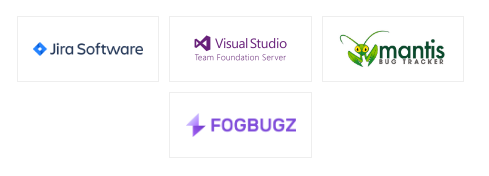 Jira Software
Visual Studio
Team Foundation Server
mantis
BUG TRACKER
FOGBUGZ